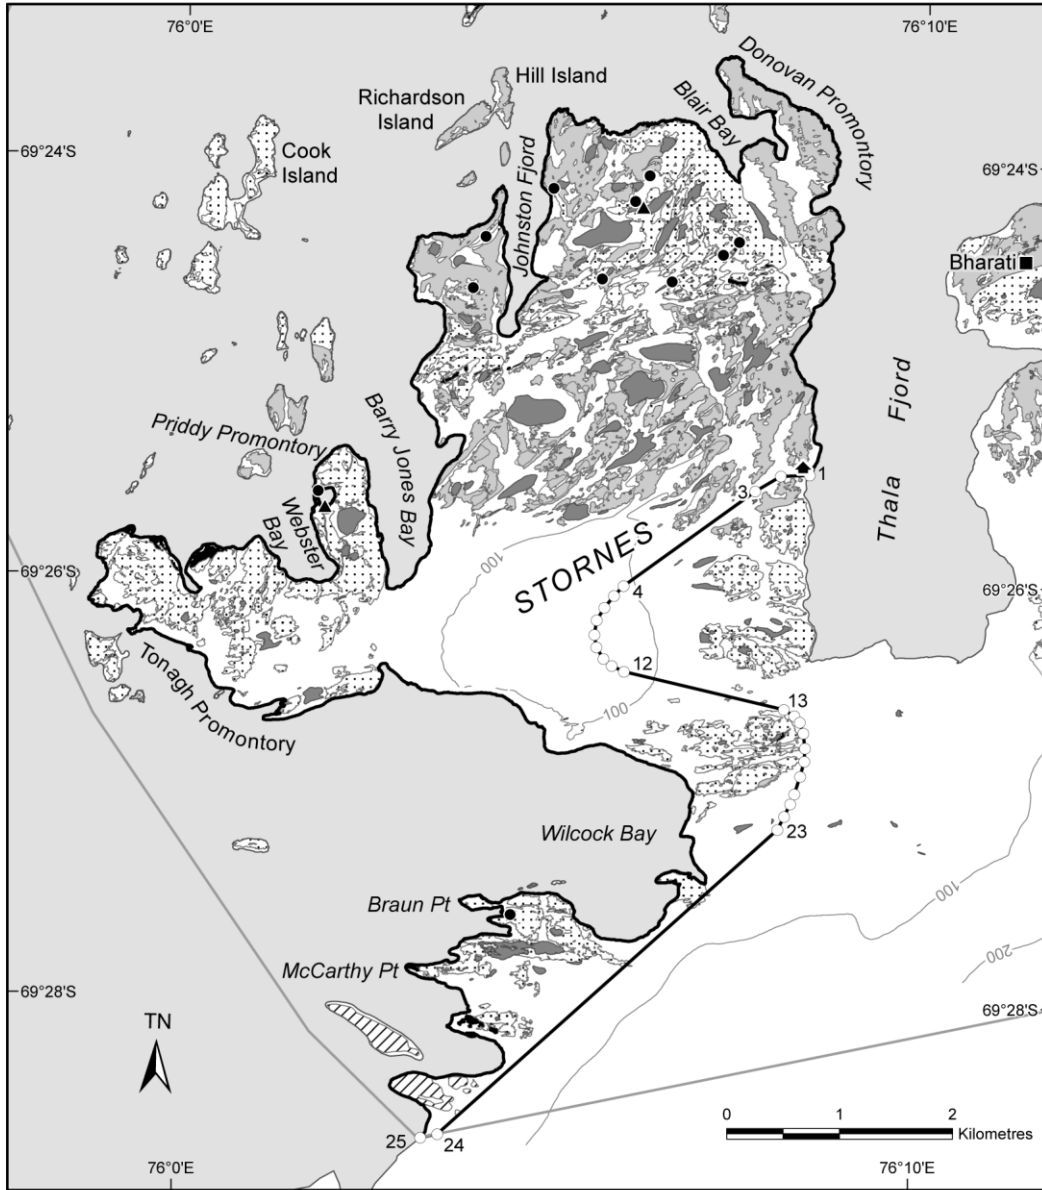 76°0'E
76°10'E
Donovan Promontory
Hill Island
Blair Bay
Richardson
Island
69°24'S
Cook
Island
69°24'S
Johnston Fjord
Bharati
Priddy Promontory
Barry Jones Bay
Thala Fjord
1
3
Webster
Bay
100
STORNES
69°26'S
4
69°26'S
12
Tonagh Promontory
13
100
Wilcock Bay
23
Braun Pt
100
McCarthy Pt
200
69°28'S
69°28'S
TN
0 1 2
Kilometres
25
24
76°0'E
76°10'E